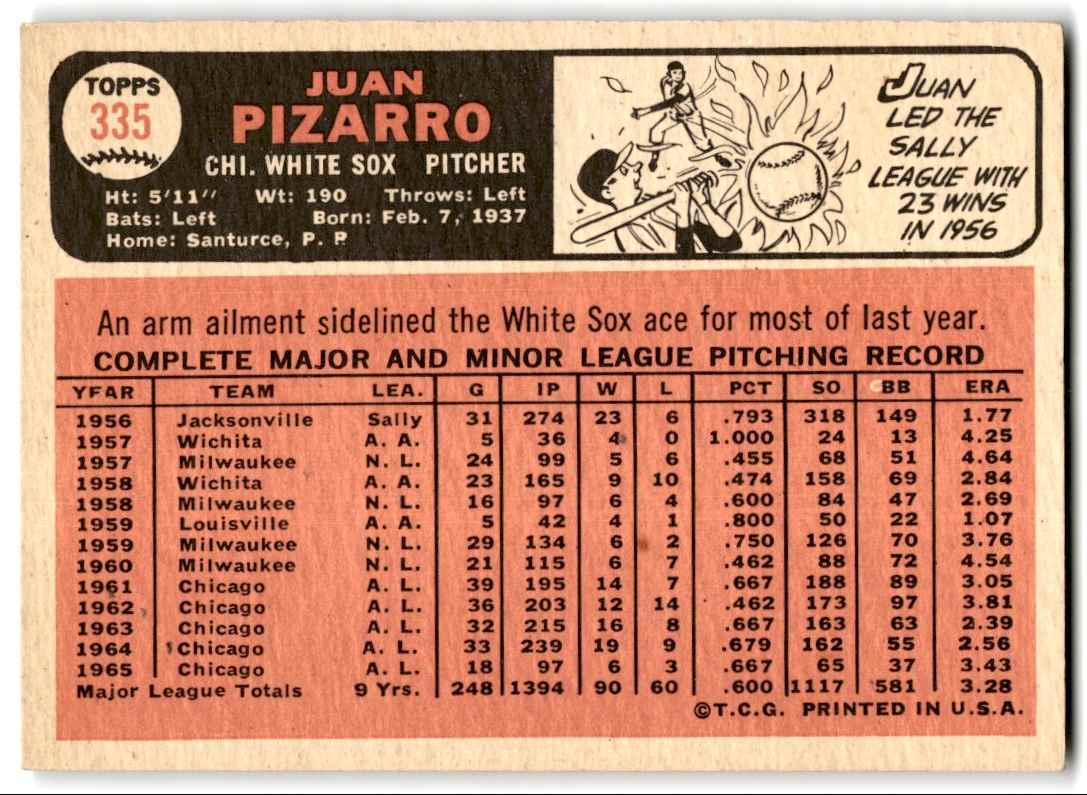 TOPPS
335
JUAN
PIZARRO
CHI. WHITE SOX PITCHER
Ht: 5'11" Wt: 190 Throws: Left
Bats: Left Born: Feb. 7, 1937
Home: Santurce, P. P.
JUAN
LED THE
SALLY
LEAGUE WITH
23 WINS
IN 1956
An arm ailment sidelined the White Sox ace for most of last year.
COMPLETE MAJOR AND MINOR LEAGUE PITCHING RECORD
YEAR TEAM LEA. G IP W L PCT SO BB ERA
1956 Jacksonville Sally 31 274 23 6 .793 318 149 1.77
1957 Wichita A. A. 5 36 4 0 1.000 24 13 4.25
1957 Milwaukee N. L. 24 99 5 6 .455 68 51 4.64
1958 Wichita A. A. 23 165 9 10 .474 158 69 2.84
1958 Milwaukee N. L. 16 97 6 4 .600 84 47 2.69
1959 Louisville A. A. 5 42 4 1 .800 50 22 1.07
1959 Milwaukee N. L. 29 134 6 2 .750 126 70 3.76
1960 Milwaukee N. L. 21 115 6 7 .462 88 72 4.54
1961 Chicago A. L. 39 195 14 7 .667 188 89 3.05
1962 Chicago A. L. 36 203 12 14 .462 173 97 3.81
1963 Chicago A. L. 32 215 16 8 .667 163 63 2.39
1964 Chicago A. L. 33 239 19 9 .679 162 55 2.56
1965 Chicago A. L. 18 97 6 3 .667 65 37 3.43
Major League Totals 9 Yrs. 248 1394 90 60 .600 1117 581 3.28
©T.C.G. PRINTED IN U.S.A.